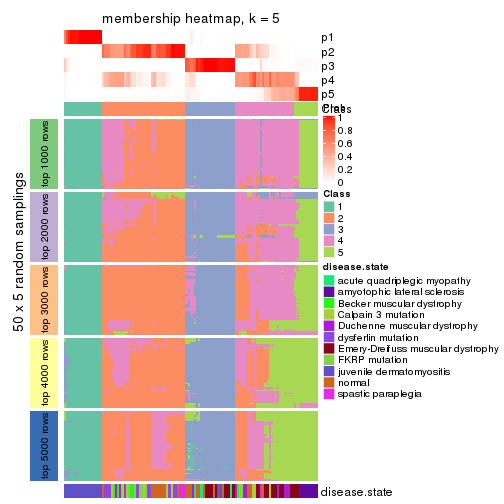 membership heatmap, k = 5
p1
p2
p3
p4
p5
Class
Class
1
0.8
0.6
0.4
0.2
0
Class
1
2
3
4
5
disease.state
acute quadriplegic myopathy
amyotophic lateral sclerosis
Becker muscular dystrophy
Calpain 3 mutation
Duchenne muscular dystrophy
dysferlin mutation
Emery-Dreifuss muscular dystrophy
FKRP mutation
juvenile dermatomyositis
normal
spastic paraplegia
50 x 5 random samplings
top 1000 rows
top 2000 rows
top 3000 rows
top 4000 rows
top 5000 rows
disease.state